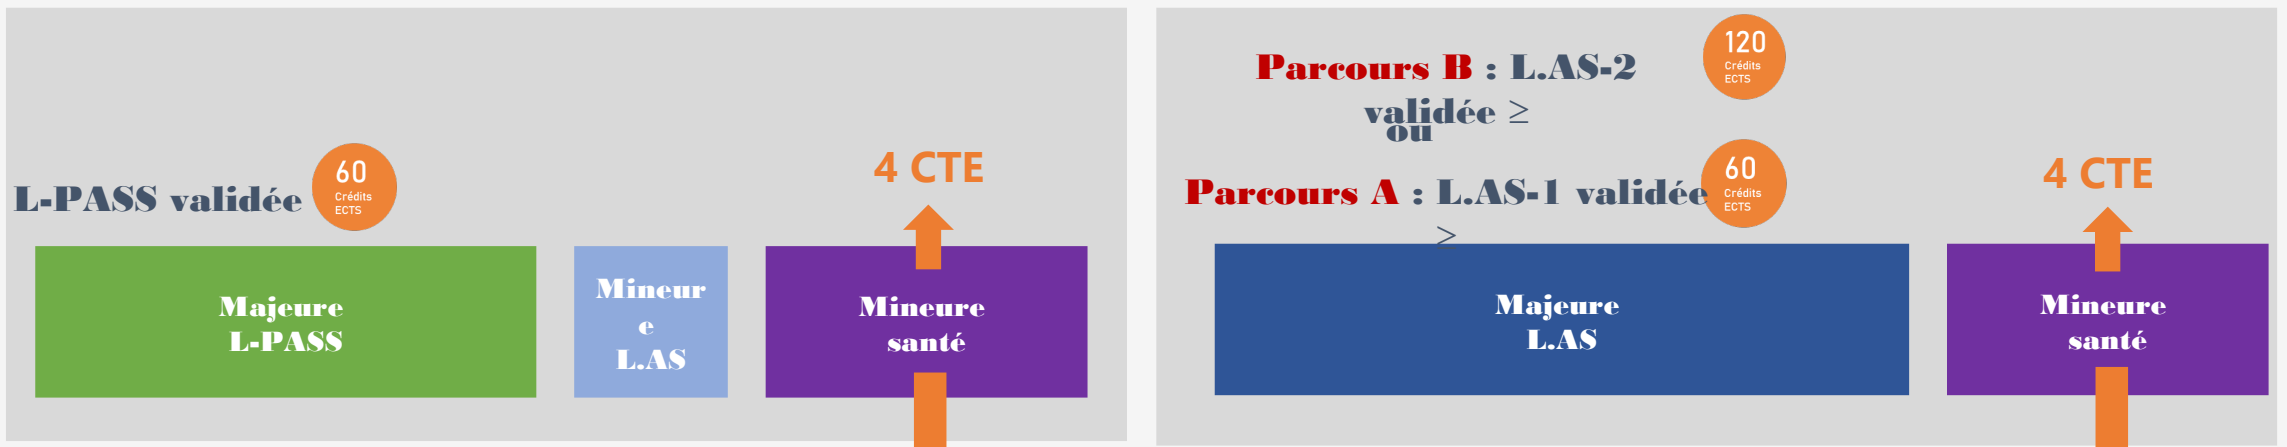 L-PASS validée
60
Crédits
ECTS
4 CTE
Majeure
L-PASS
Mineur
e
L.AS
Mineure
santé
Parcours B : L.AS-2
validée ≥
120
Crédits
ECTS
ou
Parcours A : L.AS-1 validée
≥
60
Crédits
ECTS
4 CTE
Majeure
L.AS
Mineure
santé